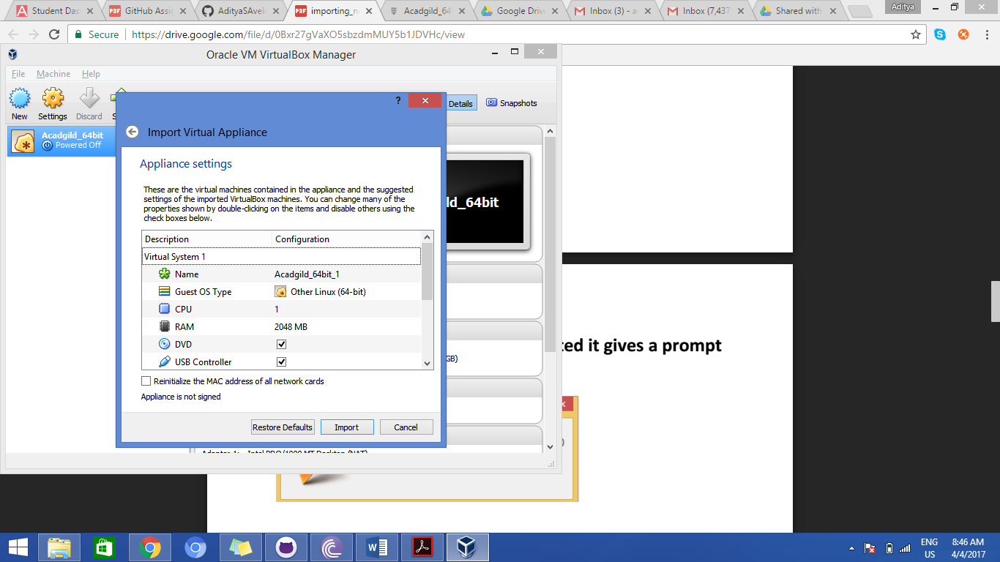 Student Das
GitHub Assig
AdityaSAvek
importing_ne
Acadgild_64
Google Drive
Inbox (3) - a
Inbox (7,437
Shared with
Aditya
Secure
https://drive.google.com/file/d/0Bxr27gVaXO5sbzdmMUY5b1JDVHc/view
Oracle VM VirtualBox Manager
File Machine Help
New Settings Discard S
Details Snapshots
Acadgild_64bit
Powered Off
Import Virtual Appliance
Appliance settings
These are the virtual machines contained in the appliance and the suggested
settings of the imported VirtualBox machines. You can change many of the
properties shown by double-clicking on the items and disable others using the
check boxes below.
Description Configuration
Virtual System 1
Name Acadgild_64bit_1
Guest OS Type Other Linux (64-bit)
CPU 1
RAM 2048 MB
DVD
USB Controller
Reinitialize the MAC address of all network cards
Appliance is not signed
Restore Defaults Import Cancel
ld_64bit
GB)
Adapter 1: Intel PRO/1000 MT Desktop (NAT)
ted it gives a prompt
ENG
US
8:46 AM
4/4/2017